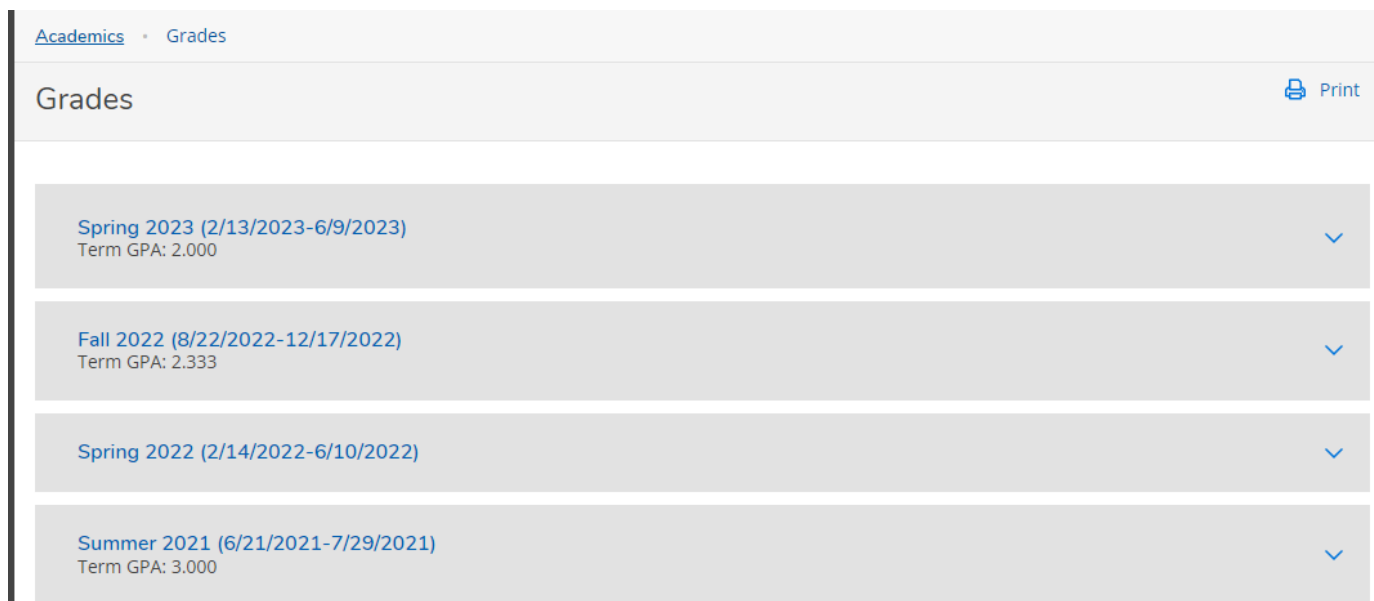 Academics · Grades
Grades
Print
Spring 2023 (2/13/2023-6/9/2023)
Term GPA: 2.000
Fall 2022 (8/22/2022-12/17/2022)
Term GPA: 2.333
Spring 2022 (2/14/2022-6/10/2022)
Summer 2021 (6/21/2021-7/29/2021)
Term GPA: 3.000